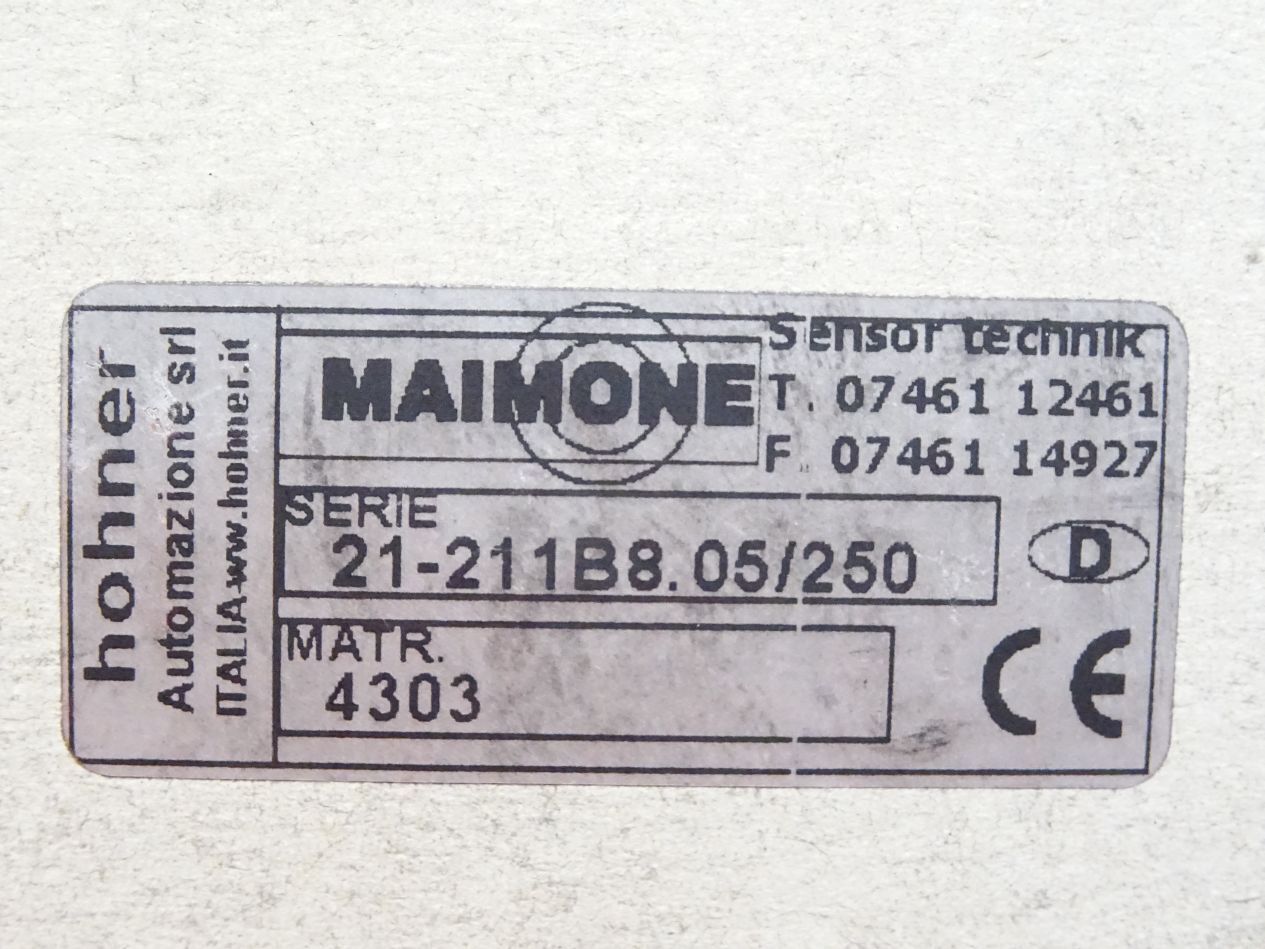 hohner
Automazione srl
ITALIA-www.hohner.it
MAIMONE
Sensor technik
T. 07461 12461
F. 07461 14927
SERIE
21-211B8.05/250
D
MATR.
4303
CE